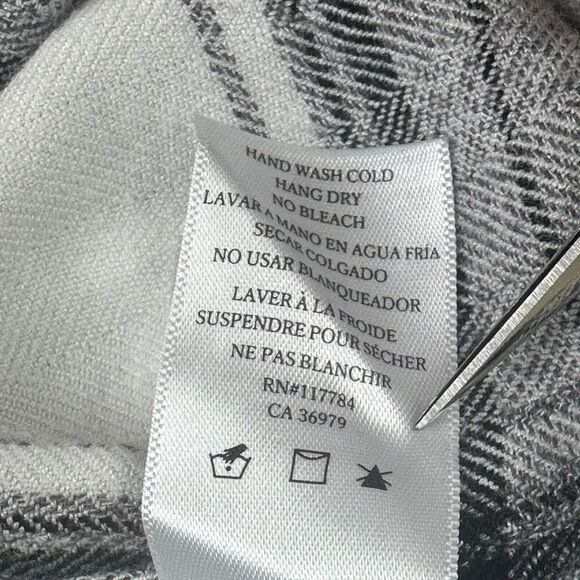 HAND WASH COLD
HANG DRY
NO BLEACH
LAVAR A MANO EN AGUA FRÍA
SECAR COLGADO
NO USAR BLANQUEADOR
LAVER À LA FROIDE
SUSPENDRE POUR SÉCHER
NE PAS BLANCHIR
RN#117784
CA 36979